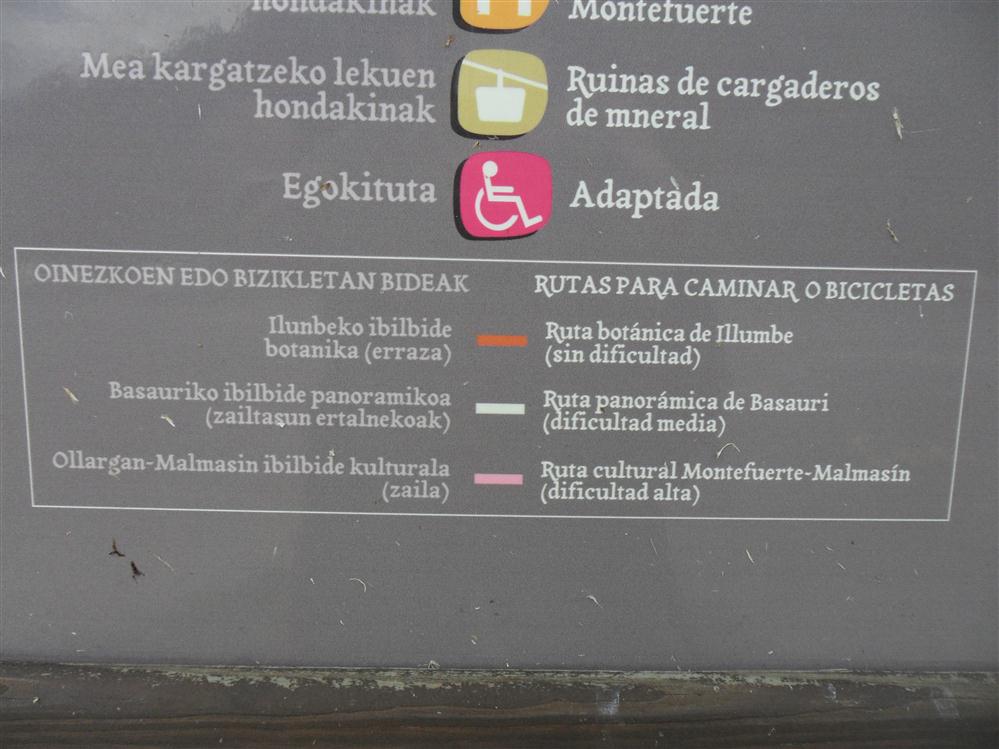 hondakinak
Montefuerte
Mea kargatzeko lekuen
hondakinak
Ruinas de cargaderos
de mneral
Egokituta
Adaptada
OINEZKOEN EDO BIZIKLETAN BIDEAK
RUTAS PARA CAMINAR O BICICLETAS
Ilunbeko ibilbide
botanika (erraza)
Ruta botánica de Illumbe
(sin dificultad)
Basauriko ibilbide panoramikoa
(zailtasun ertalnekoak)
Ruta panorámica de Basauri
(dificultad media)
Ollargan-Malmasin ibilbide kulturala
(zaila)
Ruta cultural Montefuerte-Malmasín
(dificultad alta)